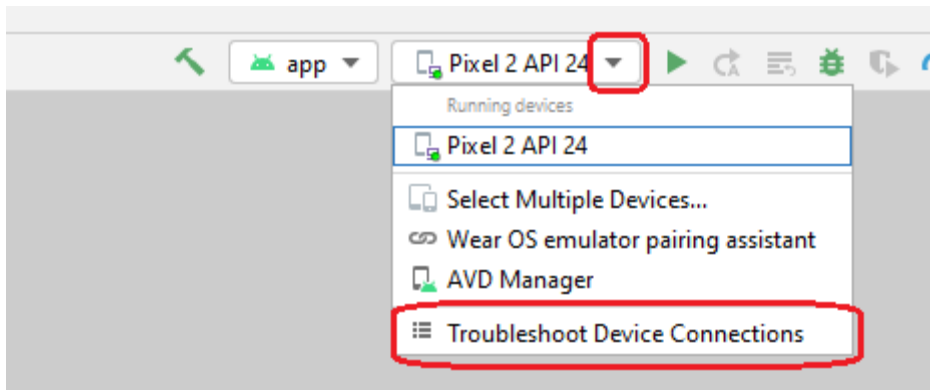 app
Pixel 2 API 24
Running devices
Pixel 2 API 24
Select Multiple Devices...
Wear OS emulator pairing assistant
AVD Manager
Troubleshoot Device Connections